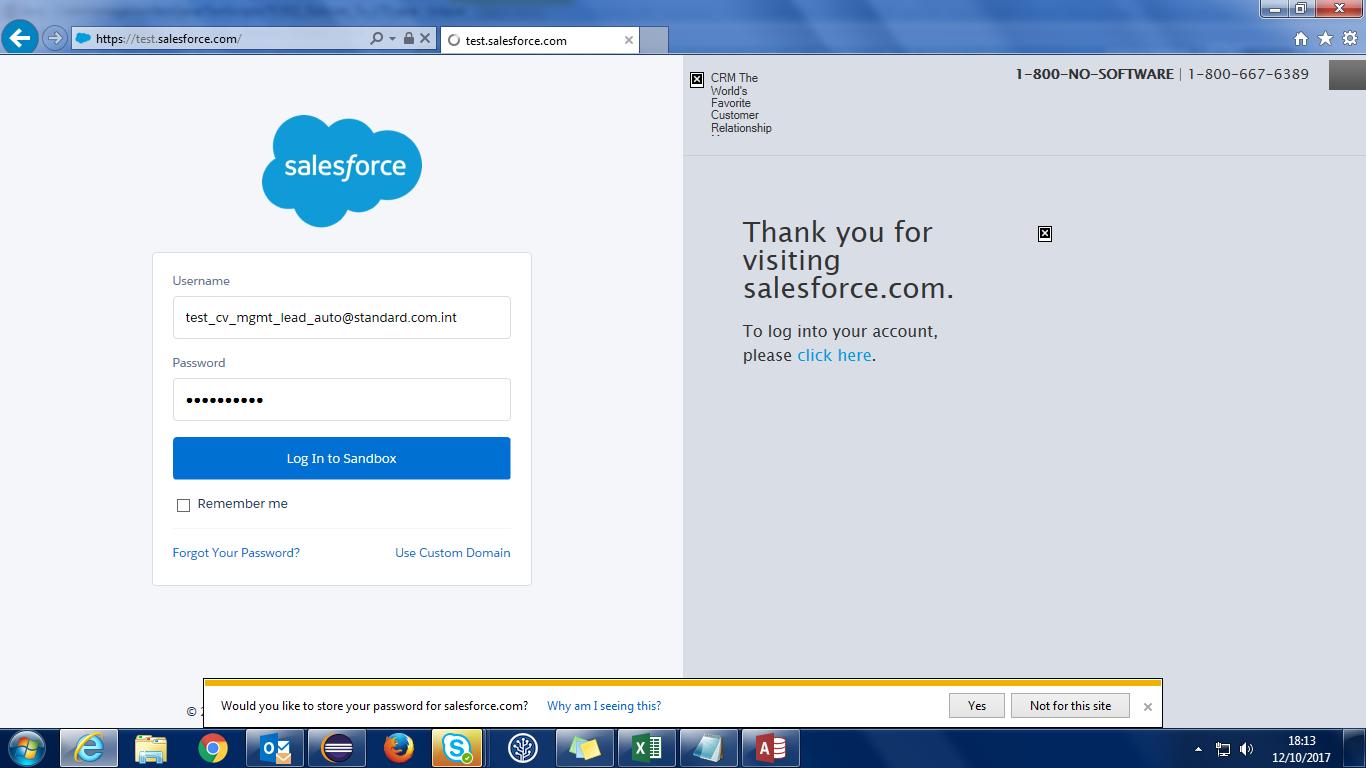 https://test.salesforce.com/
test.salesforce.com
salesforce
Username
test_cv_mgmt_lead_auto@standard.com.int
Password
Log In to Sandbox
Remember me
Forgot Your Password?
Use Custom Domain
CRM The
World's
Favorite
Customer
Relationship
1-800-NO-SOFTWARE | 1-800-667-6389
Thank you for
visiting
salesforce.com.
To log into your account,
please click here.
©
Would you like to store your password for salesforce.com?
Why am I seeing this?
Yes
Not for this site
18:13
12/10/2017